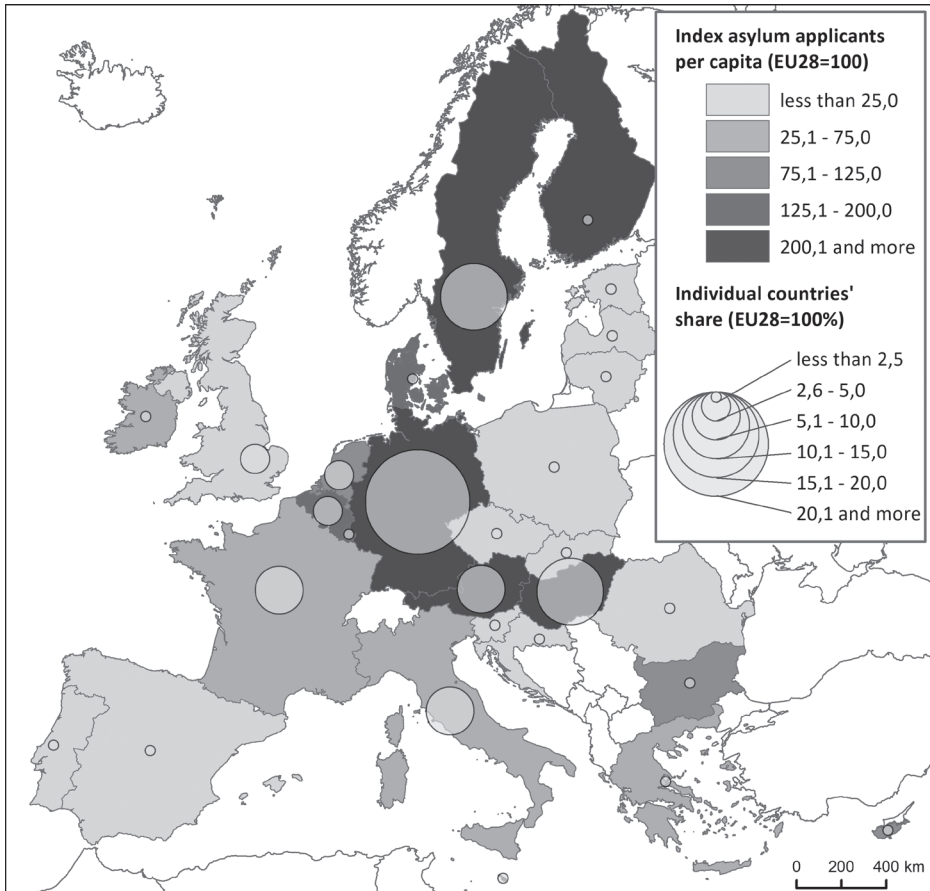 Index asylum applicants
per capita (EU28=100)
less than 25,0
25,1 - 75,0
75,1 - 125,0
125,1 - 200,0
200,1 and more
Individual countries'
share (EU28=100%)
less than 2,5
2,6 - 5,0
5,1 - 10,0
10,1 - 15,0
15,1 - 20,0
20,1 and more
0 200 400 km